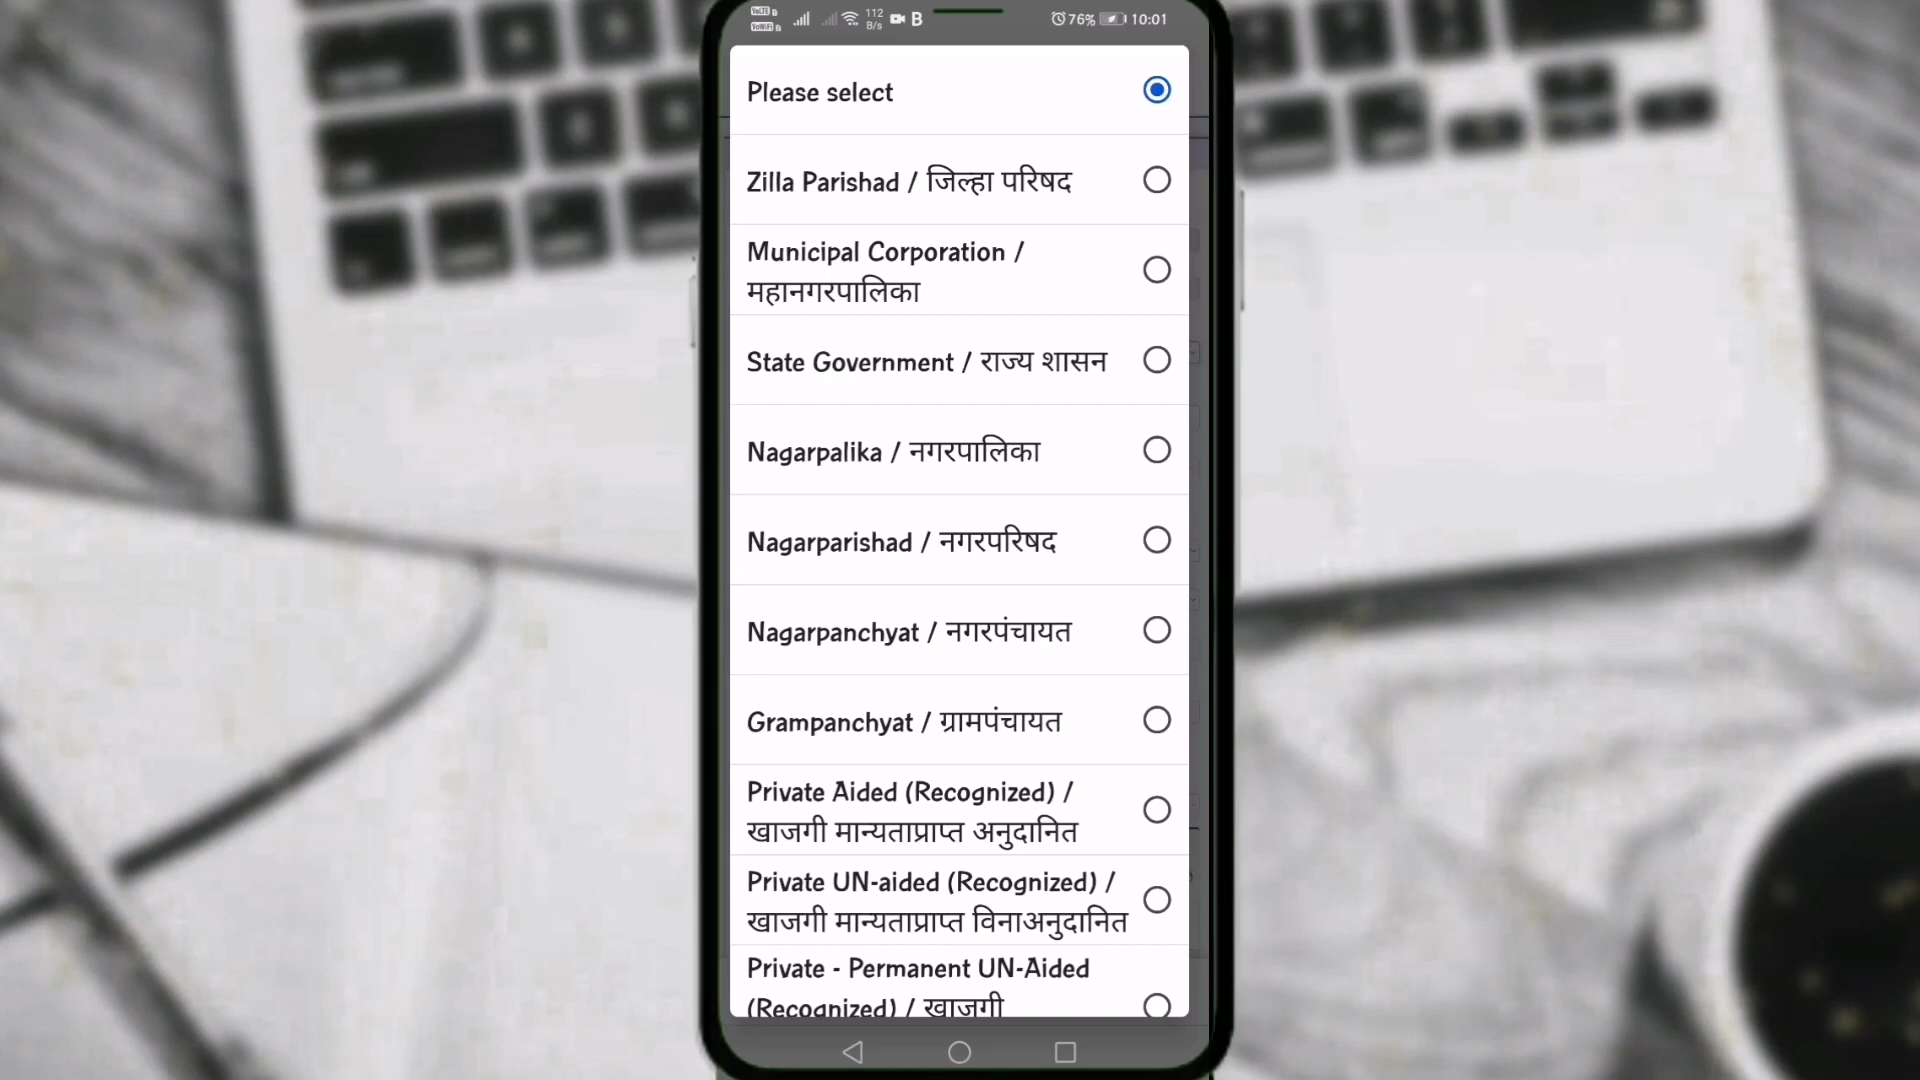 112
B/s
B
76%
10:01
Please select
Zilla Parishad / जिल्हा परिषद
Municipal Corporation /
महानगरपालिका
State Government / राज्य शासन
Nagarpalika / नगरपालिका
Nagarparishad / नगरपरिषद
Nagarpanchyat / नगरपंचायत
Grampanchyat / ग्रामपंचायत
Private Aided (Recognized) /
खाजगी मान्यताप्राप्त अनुदानित
Private UN-aided (Recognized) /
खाजगी मान्यताप्राप्त विनाअनुदानित
Private - Permanent UN-Aided
(Recognized) / खाजगी